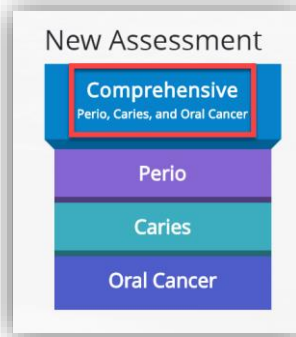 New Assessment
Comprehensive
Perio, Caries, and Oral Cancer
Perio
Caries
Oral Cancer